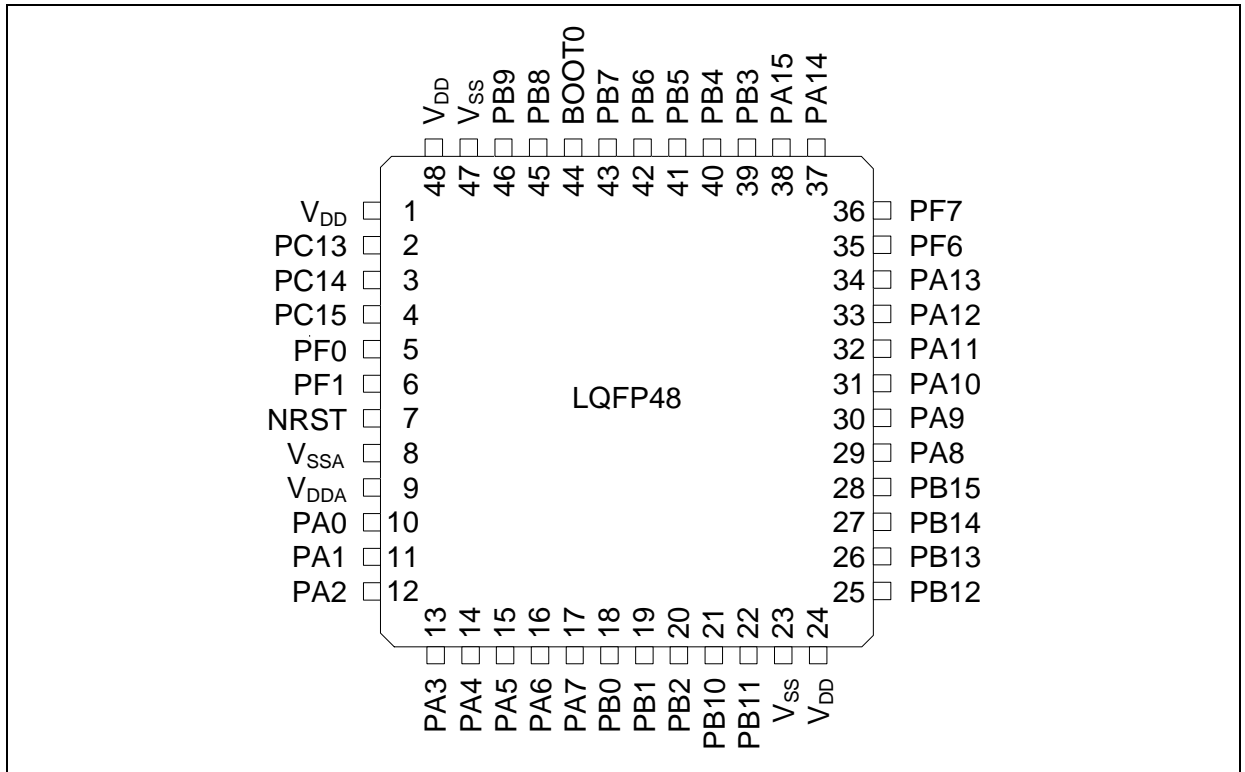 VDD
VSS
PB9
PB8
BOOT0
PB7
PB6
PB5
PB4
PB3
PA15
PA14
48
47
46
45
44
43
42
41
40
39
38
37
VDD 1
PC13 2
PC14 3
PC15 4
PF0 5
PF1 6
NRST 7
VSSA 8
VDDA 9
PA0 10
PA1 11
PA2 12
LQFP48
36 PF7
35 PF6
34 PA13
33 PA12
32 PA11
31 PA10
30 PA9
29 PA8
28 PB15
27 PB14
26 PB13
25 PB12
13
14
15
16
17
18
19
20
21
22
23
24
PA3
PA4
PA5
PA6
PA7
PB0
PB1
PB2
PB10
PB11
VSS
VDD